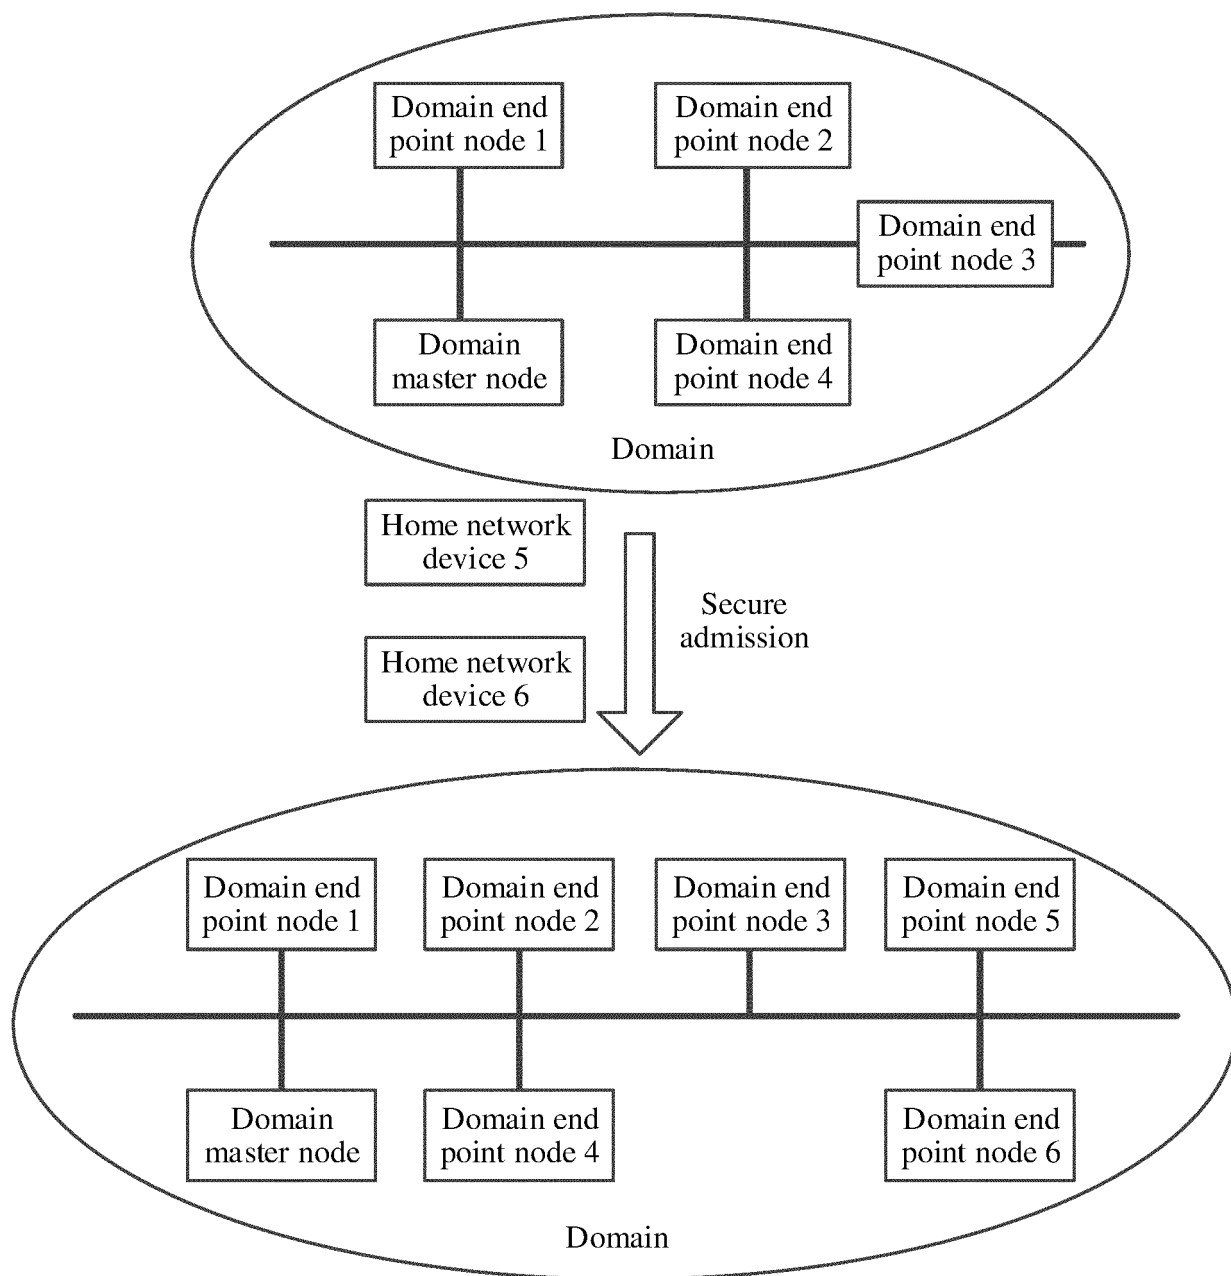 Domain end
point node 1
Domain end
point node 2
Domain end
point node 3
Domain
master node
Domain end
point node 4
Domain
Home network
device 5
Secure
admission
Home network
device 6
Domain end
point node 1
Domain end
point node 2
Domain end
point node 3
Domain end
point node 5
Domain
master node
Domain end
point node 4
Domain end
point node 6
Domain